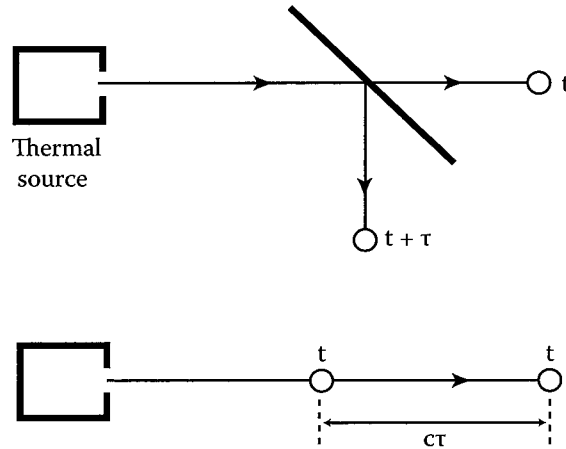 t
Thermal
source
t + τ
t
t
cτ